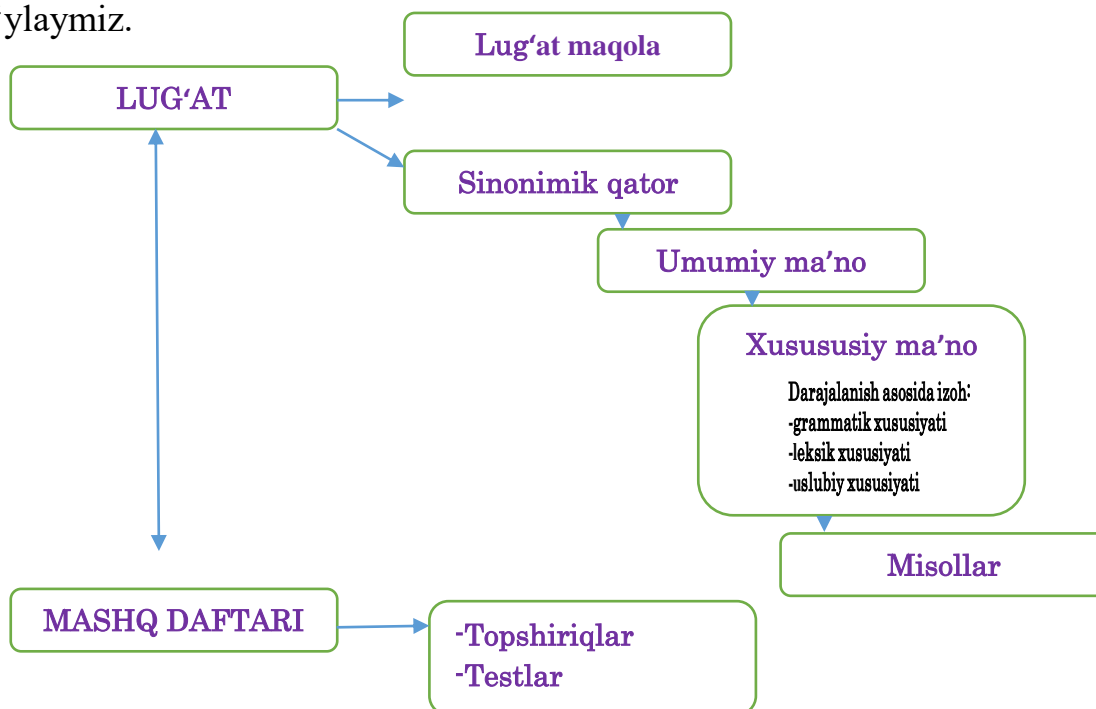 ylaymiz.
Lug‘at maqola
LUG‘AT
Sinonimik qator
Umumiy ma’no
Xusususiy ma’no
Darajalanish asosida izoh:
-grammatik xususiyati
-leksik xususiyati
-uslubiy xususiyati
Misollar
MASHQ DAFTARI
-Topshiriqlar
-Testlar